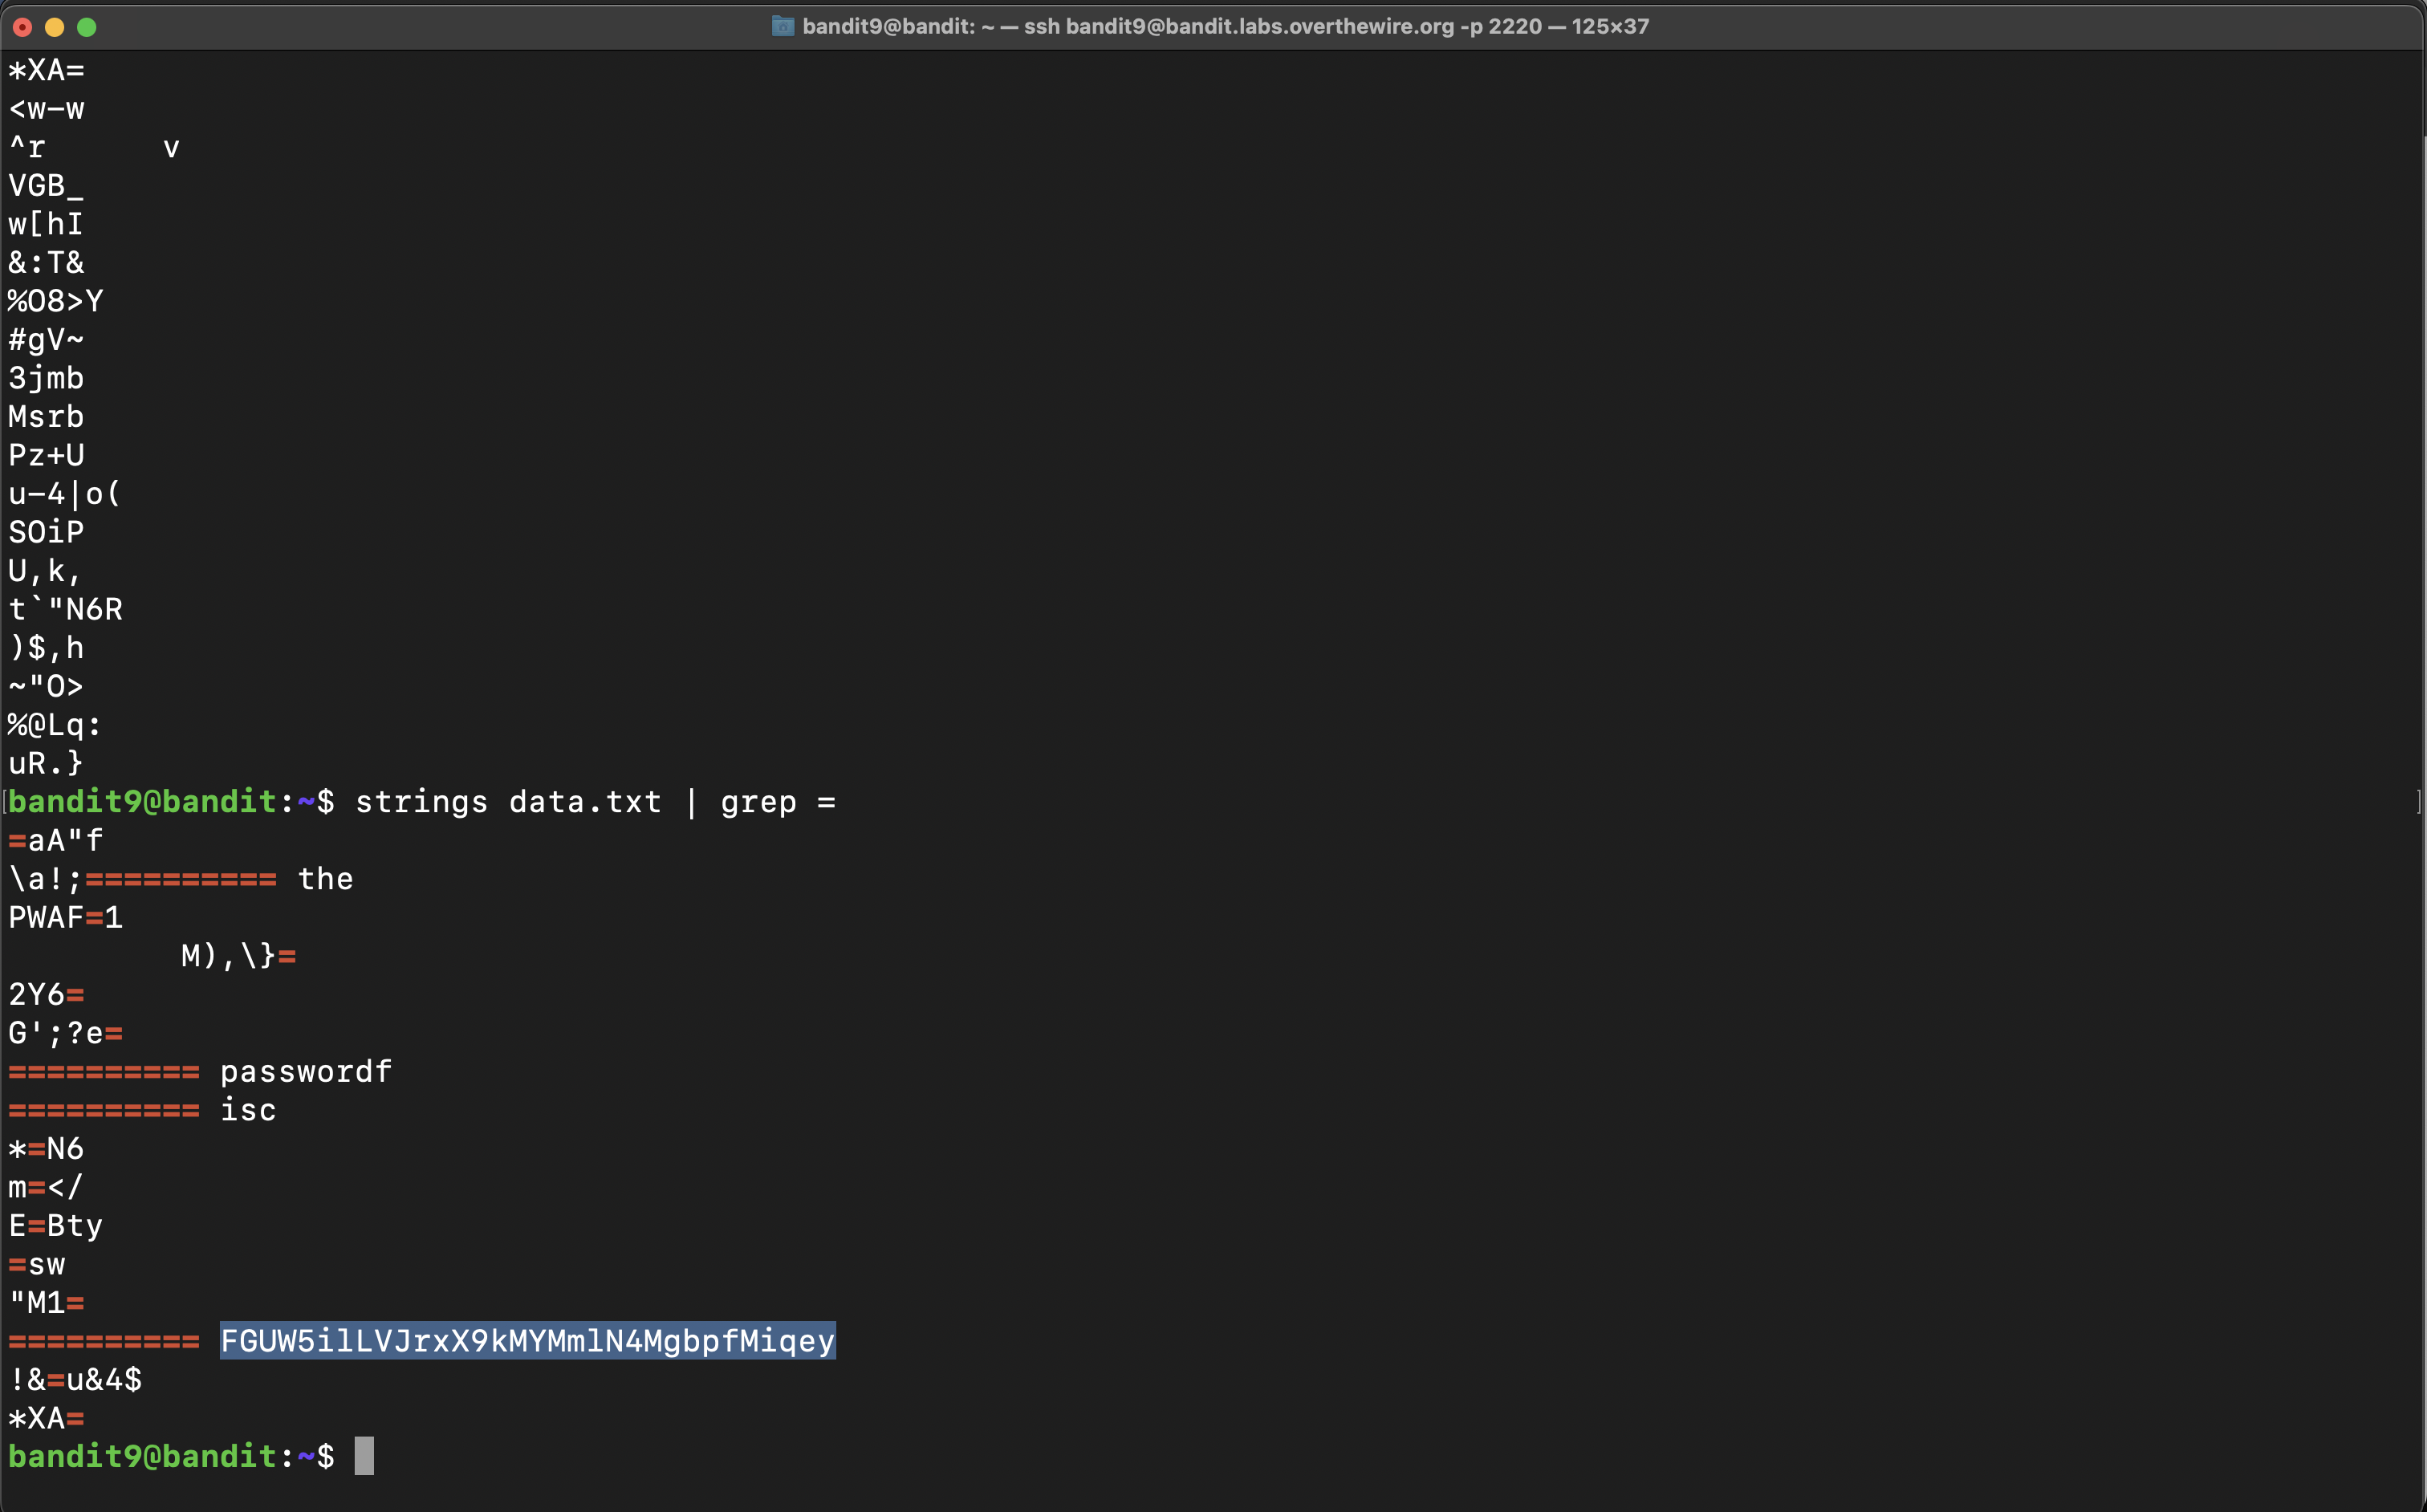 bandit9@bandit: ~ — ssh bandit9@bandit.labs.overthewire.org -p 2220 — 125×37
*XA=
<w-w
^r      v
VGB_
w[hI
&:T&
%O8>Y
#gV~
3jmb
Msrb
Pz+U
u-4|o(
SOiP
U,k,
t`"N6R
)$,h
~"O>
%@Lq:
uR.}
bandit9@bandit:~$ strings data.txt | grep =
=aA"f
\a!;========== the
PWAF=1
         M),\}=
2Y6=
G';?e=
========== passwordf
========== isc
*=N6
m=</
E=Bty
=sw
"M1=
========== FGUW5ilLVJrxX9kMYMmlN4MgbpfMiqey
!&=u&4$
*XA=
bandit9@bandit:~$